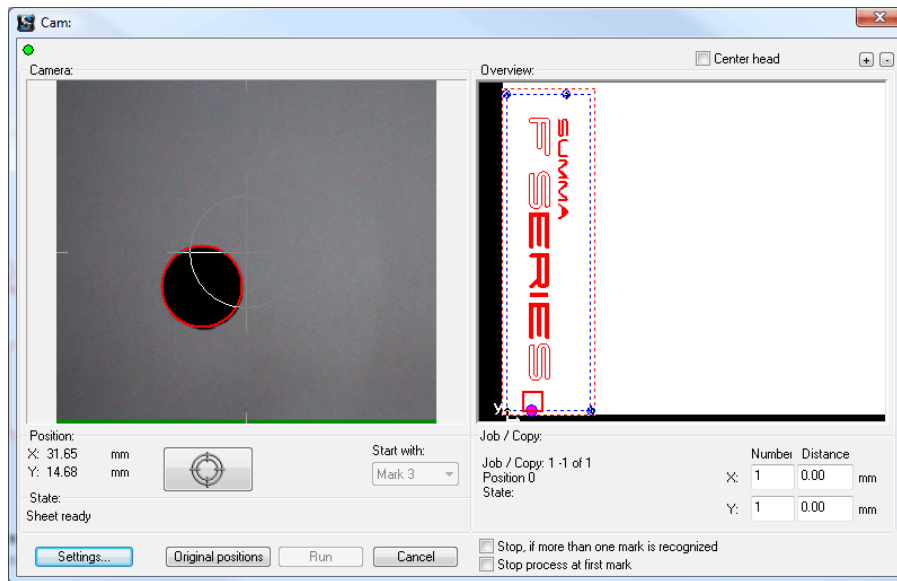 Cam:
Center head
+ -
Camera:
Overview:
SUMMA
F SERIES
Y
Position:
X: 31.65 mm
Y: 14.68 mm
Start with:
Mark 3
State:
Sheet ready
Job / Copy:
Job / Copy: 1 -1 of 1
Position 0
State:
Number Distance
X: 1 0.00 mm
Y: 1 0.00 mm
Settings...
Original positions
Run
Cancel
Stop, if more than one mark is recognized
Stop process at first mark